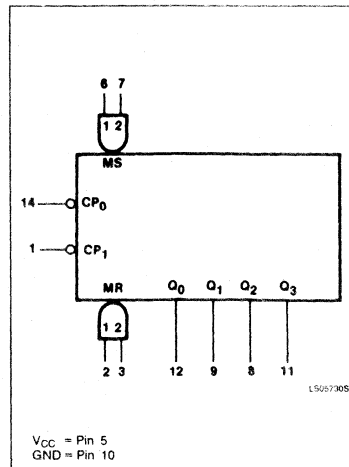 6 7
1 2
MS
14 CP0
1 CP1
MR Q0 Q1 Q2 Q3
1 2
2 3 12 9 8 11
LS05730S
VCC = Pin 5
GND = Pin 10